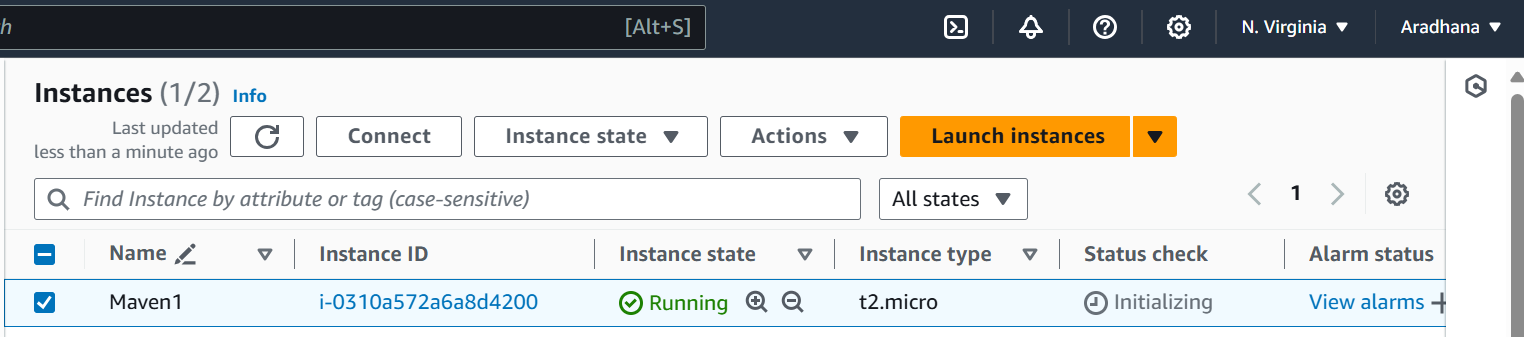 h [Alt+S] N. Virginia Aradhana
Instances (1/2) Info
Last updated
less than a minute ago
Connect Instance state Actions Launch instances
Find Instance by attribute or tag (case-sensitive) All states 1
Name Instance ID Instance state Instance type Status check Alarm status
Maven1 i-0310a572a6a8d4200 Running t2.micro Initializing View alarms